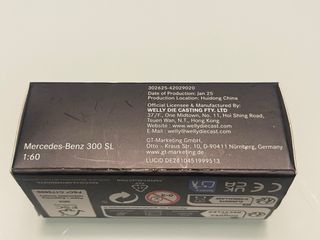 302625-42029020
Date of Production: Jan.25
Production Location: Huidong China
Official Licensee & Manufactured By:
WELLY DIE CASTING FTY. LTD
37/F., One Midtown, No. 11, Hoi Shing Road,
Tsuen Wan, N.T., Hong Kong
Website : www.wellydiecast.com
E-Mail : welly@wellydiecast.com
GT-Marketing GmbH,
Otto - Kraus Str. 10, D-90411 Nürnberg, Germany
www.gt-marketing.de
LUCID DE2810451999513
Mercedes-Benz 300 SL
1:60